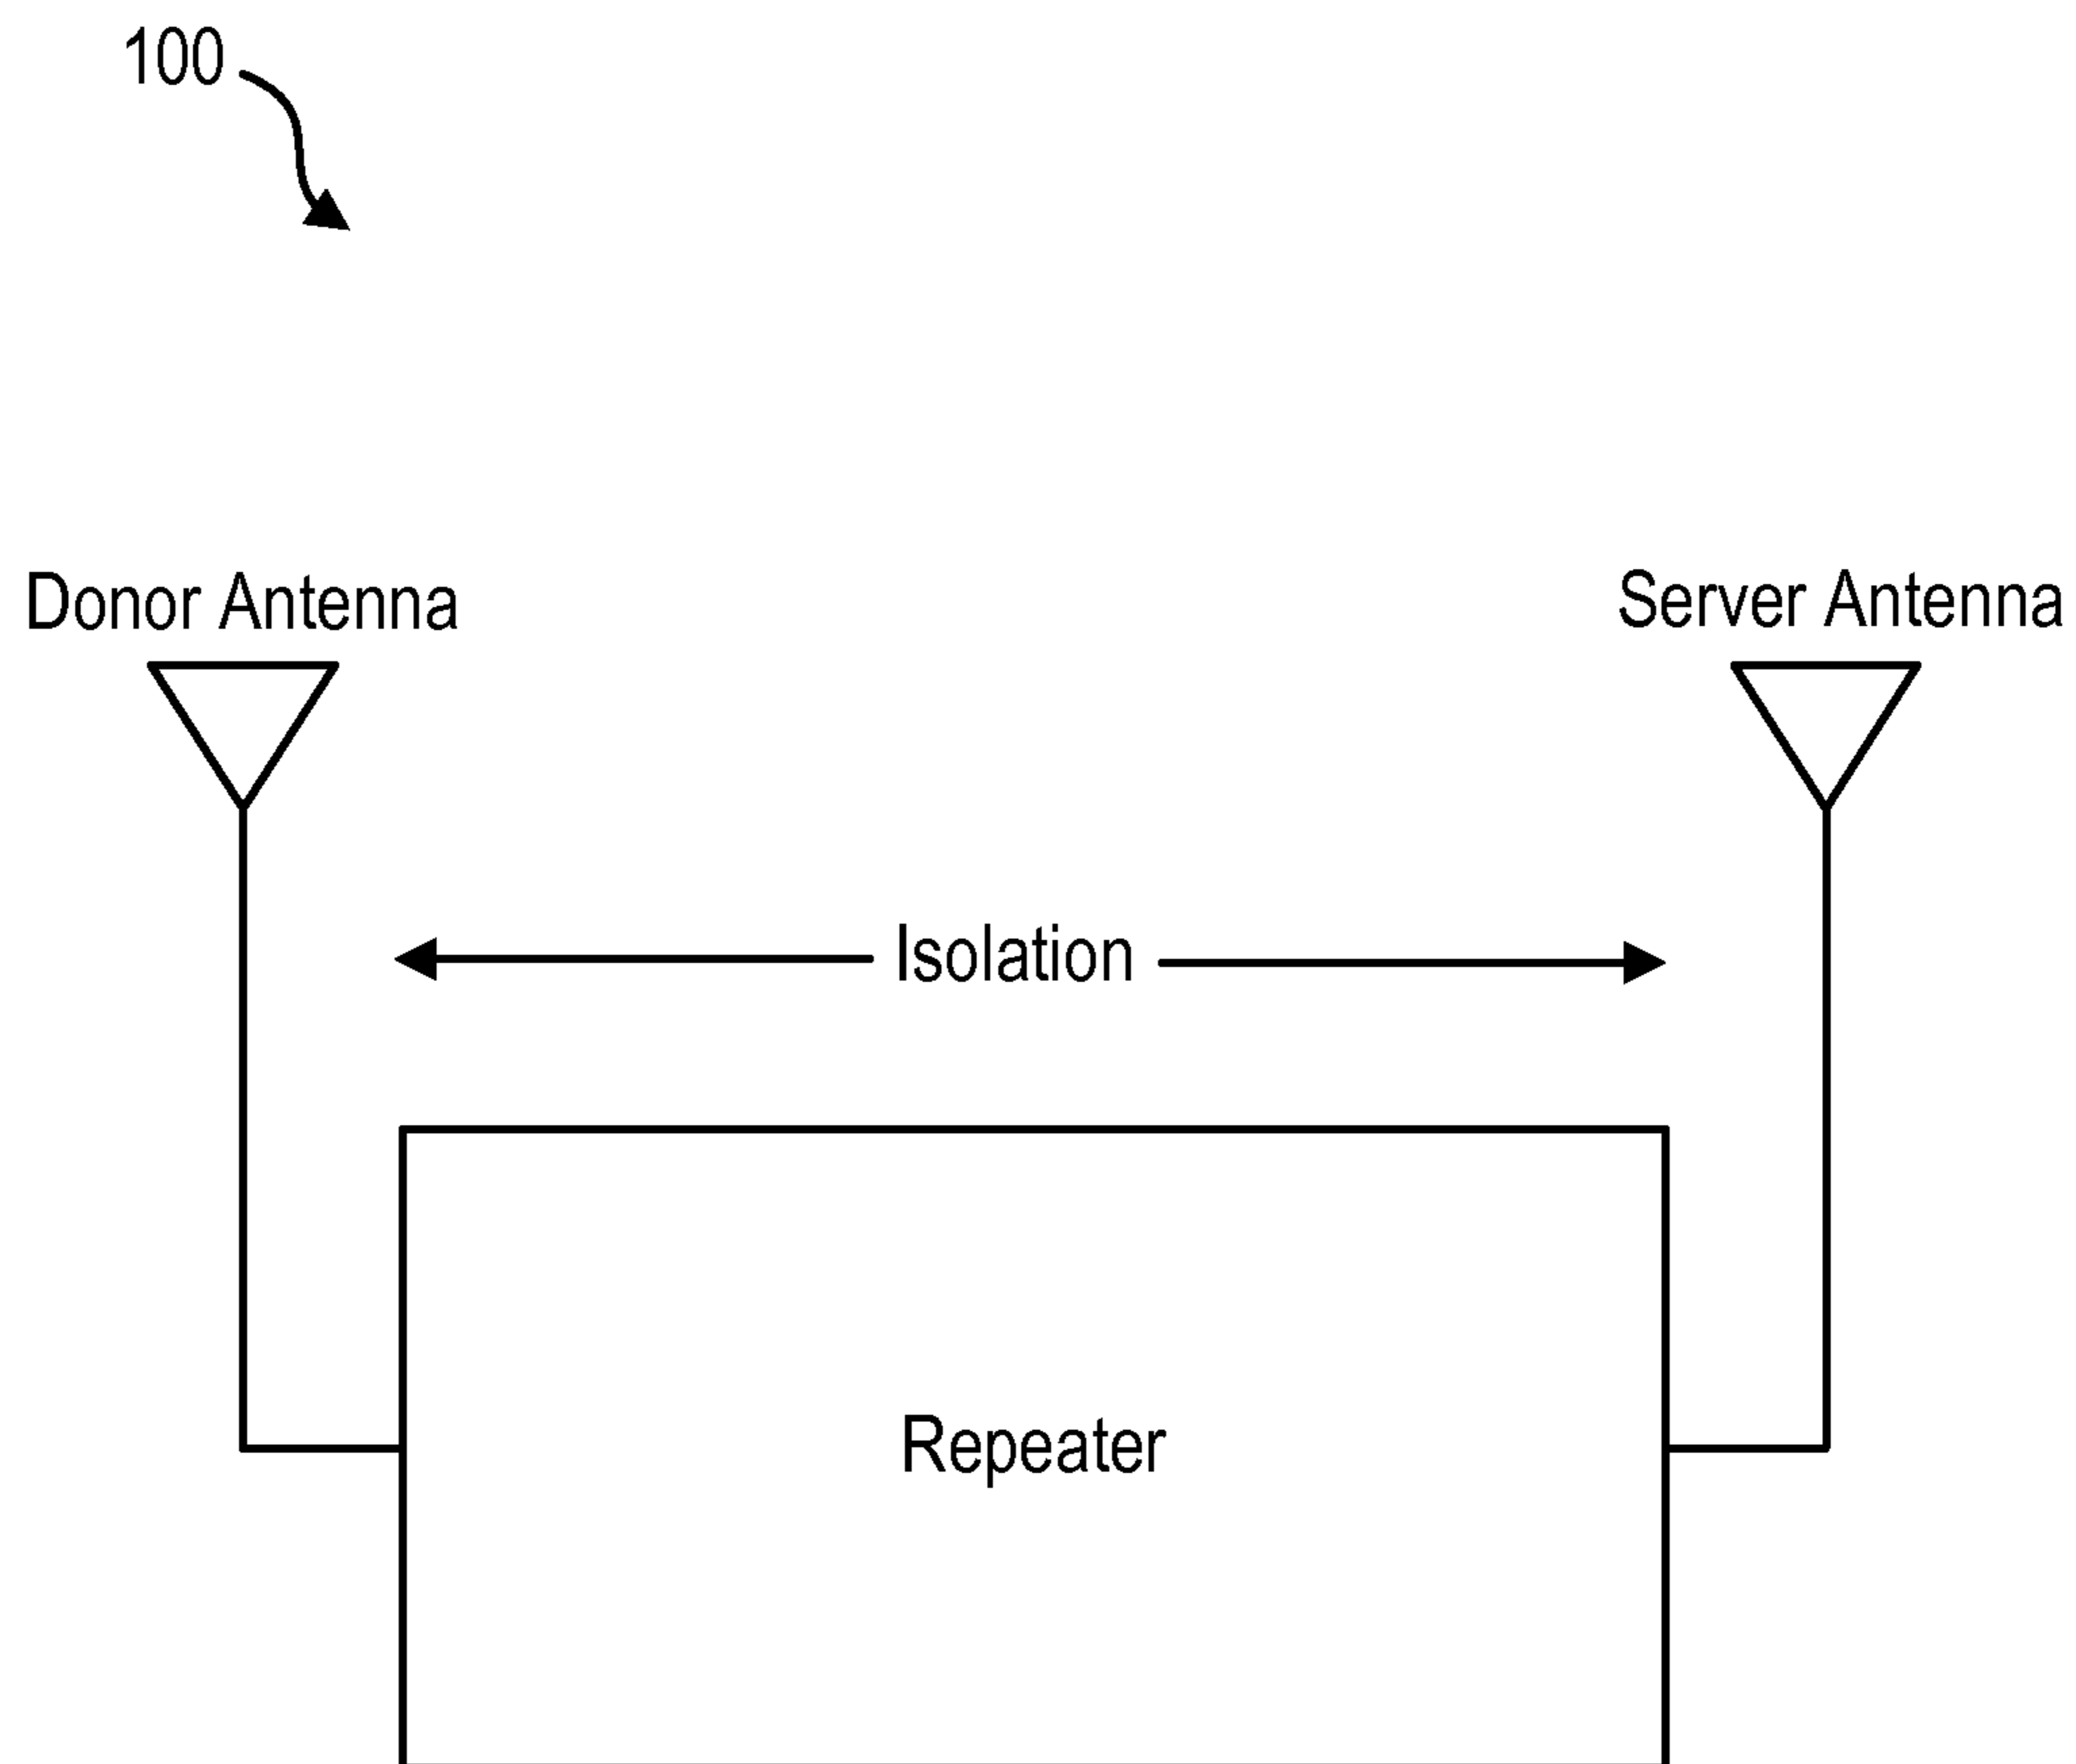 100
Donor Antenna
Server Antenna
Isolation
Repeater